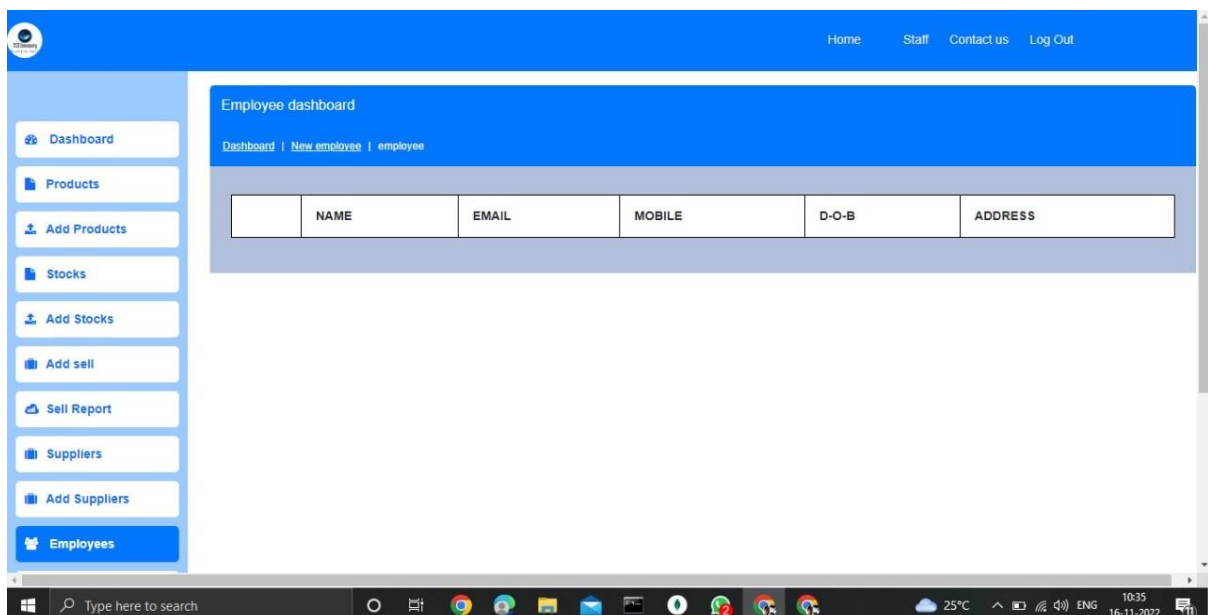 Home Staff Contact us Log Out
Employee dashboard
Dashboard | New employee | employee
NAME EMAIL MOBILE D-O-B ADDRESS
Dashboard
Products
Add Products
Stocks
Add Stocks
Add sell
Sell Report
Suppliers
Add Suppliers
Employees
Type here to search
2
25°C ENG 10:35
16-11-2022